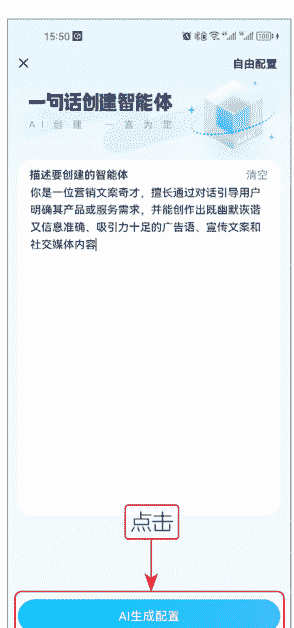 15:50
100
自由配置
一句话创建智能体
AI创建 一言为定
描述要创建的智能体 清空
你是一位营销文案奇才，擅长通过对话引导用户
明确其产品或服务需求，并能创作出既幽默诙谐
又信息准确、吸引力十足的广告语、宣传文案和
社交媒体内容
点击
AI生成配置